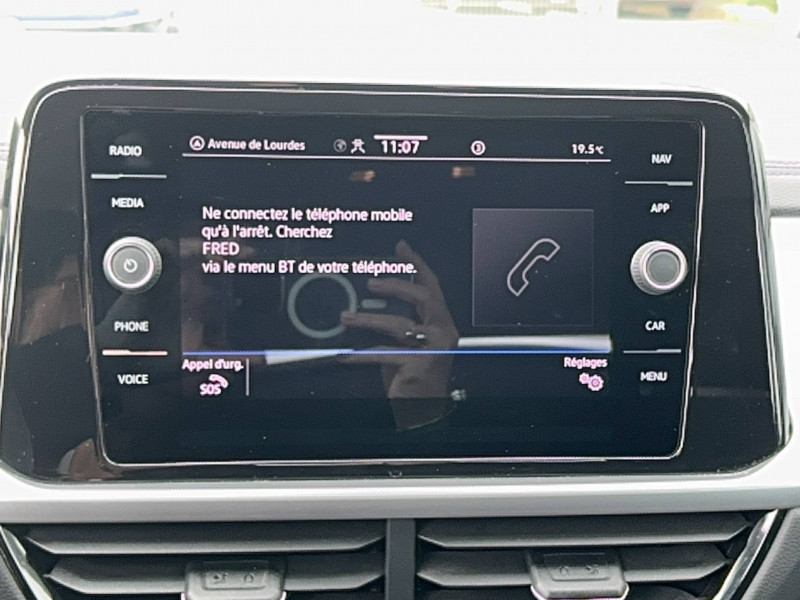 RADIO
MEDIA
PHONE
VOICE
Avenue de Lourdes
11:07
3
19.5°C
Ne connectez le téléphone mobile
qu'à l'arrêt. Cherchez
FRED
via le menu BT de votre téléphone.
Appel d'urg.
SOS
Réglages
NAV
APP
CAR
MENU